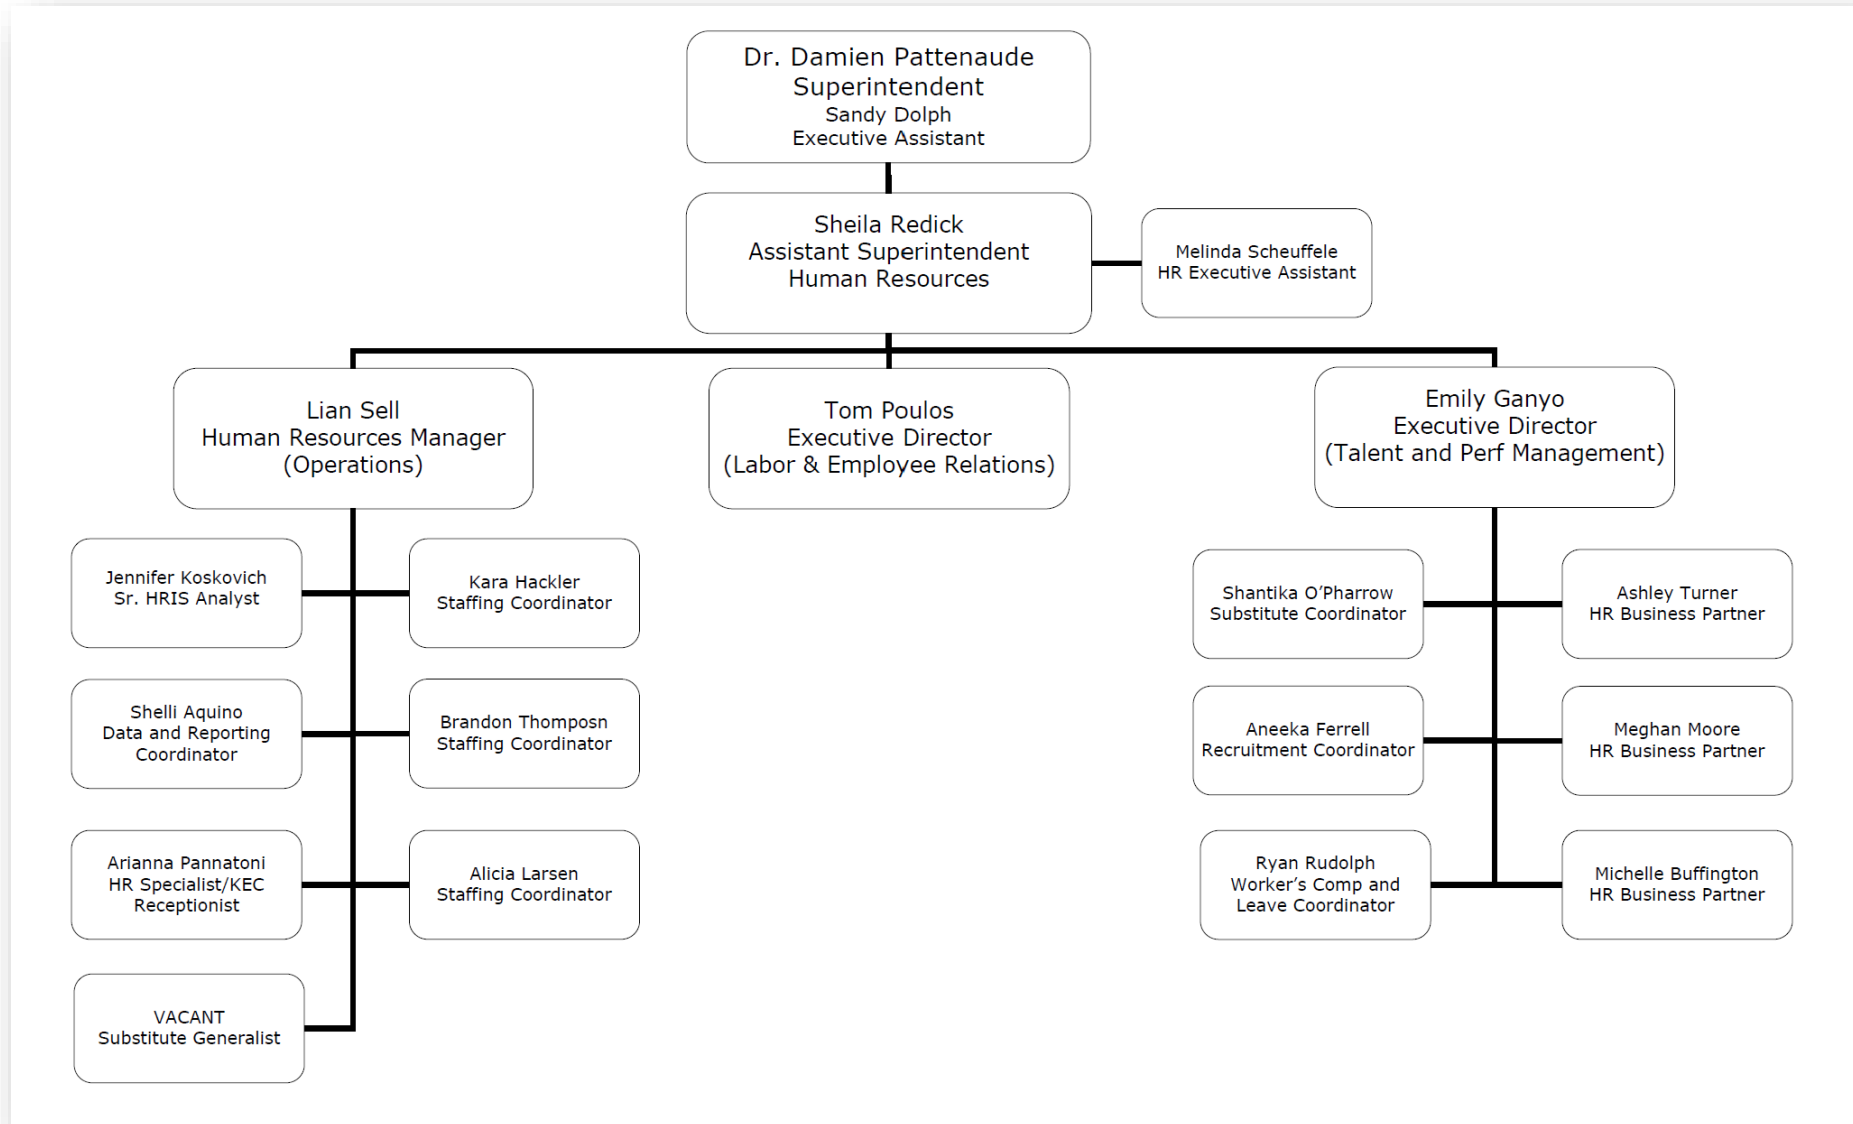 Dr. Damien Pattenaude
Superintendent
Sandy Dolph
Executive Assistant
Sheila Redick
Assistant Superintendent
Human Resources
Melinda Scheuffele
HR Executive Assistant
Lian Sell
Human Resources Manager
(Operations)
Tom Poulos
Executive Director
(Labor & Employee Relations)
Emily Ganyo
Executive Director
(Talent and Perf Management)
Jennifer Koskovich
Sr. HRIS Analyst
Kara Hackler
Staffing Coordinator
Shelli Aquino
Data and Reporting
Coordinator
Brandon Thomposn
Staffing Coordinator
Arianna Pannatoni
HR Specialist/KEC
Receptionist
Alicia Larsen
Staffing Coordinator
VACANT
Substitute Generalist
Shantika O’Pharrow
Substitute Coordinator
Ashley Turner
HR Business Partner
Aneeka Ferrell
Recruitment Coordinator
Meghan Moore
HR Business Partner
Ryan Rudolph
Worker’s Comp and
Leave Coordinator
Michelle Buffington
HR Business Partner